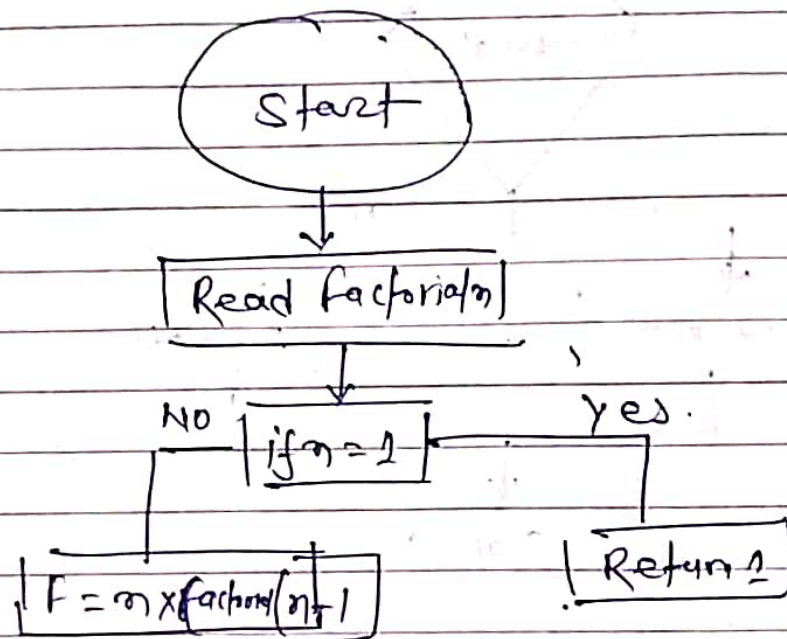 Start
Read factorial n
NO
yes.
if n = 1
F = n x factorial (n - 1
Return 1